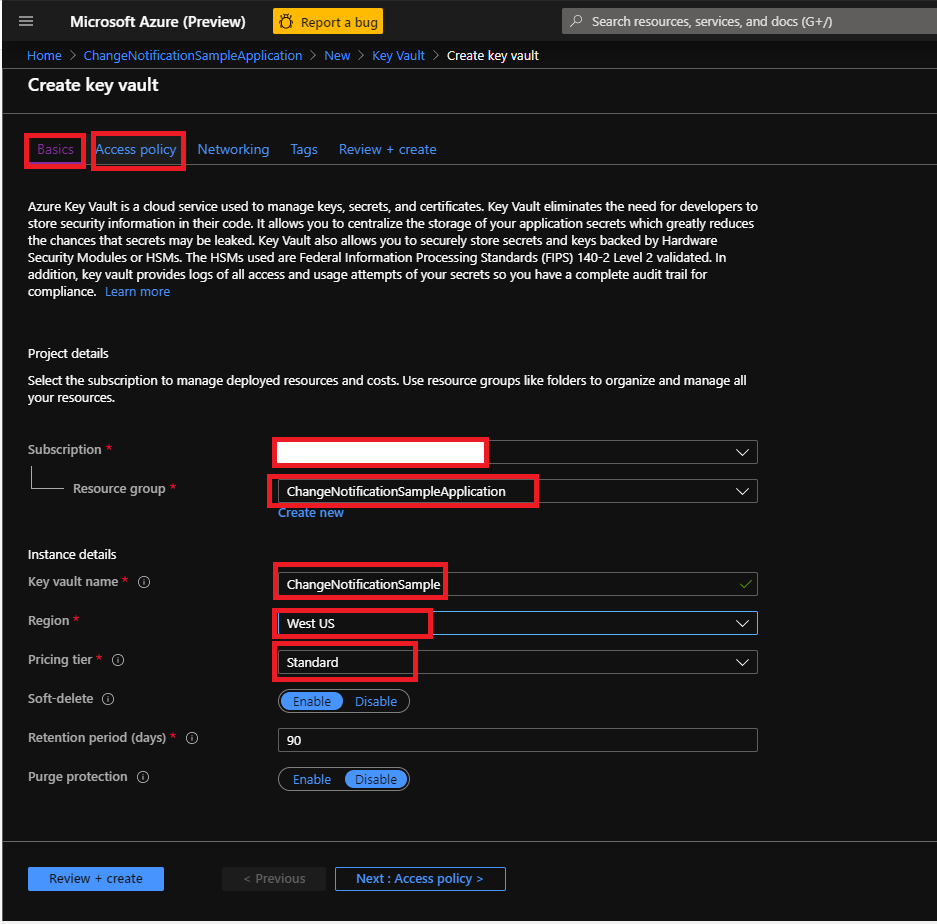 Microsoft Azure (Preview) Report a bug Search resources, services, and docs (G+/)
Home > ChangeNotificationSampleApplication > New > Key Vault > Create key vault
Create key vault
Basics Access policy Networking Tags Review + create
Azure Key Vault is a cloud service used to manage keys, secrets, and certificates. Key Vault eliminates the need for developers to
store security information in their code. It allows you to centralize the storage of your application secrets which greatly reduces
the chances that secrets may be leaked. Key Vault also allows you to securely store secrets and keys backed by Hardware
Security Modules or HSMs. The HSMs used are Federal Information Processing Standards (FIPS) 140-2 Level 2 validated. In
addition, key vault provides logs of all access and usage attempts of your secrets so you have a complete audit trail for
compliance. Learn more
Project details
Select the subscription to manage deployed resources and costs. Use resource groups like folders to organize and manage all
your resources.
Subscription *
Resource group * ChangeNotificationSampleApplication
Create new
Instance details
Key vault name * ChangeNotificationSample
Region * West US
Pricing tier * Standard
Soft-delete Enable Disable
Retention period (days) * 90
Purge protection Enable Disable
Review + create < Previous Next : Access policy >